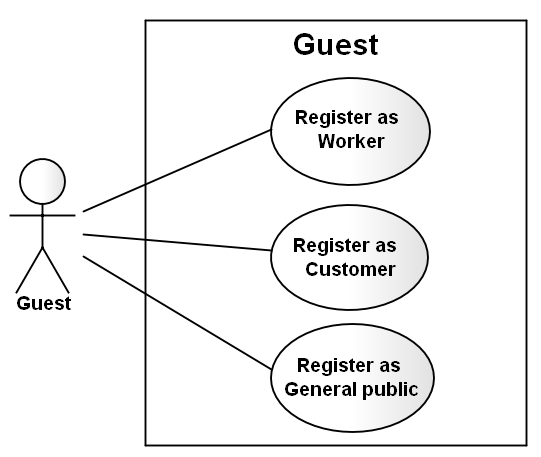 Guest
Register as
Worker
Register as
Customer
Guest
Register as
General public